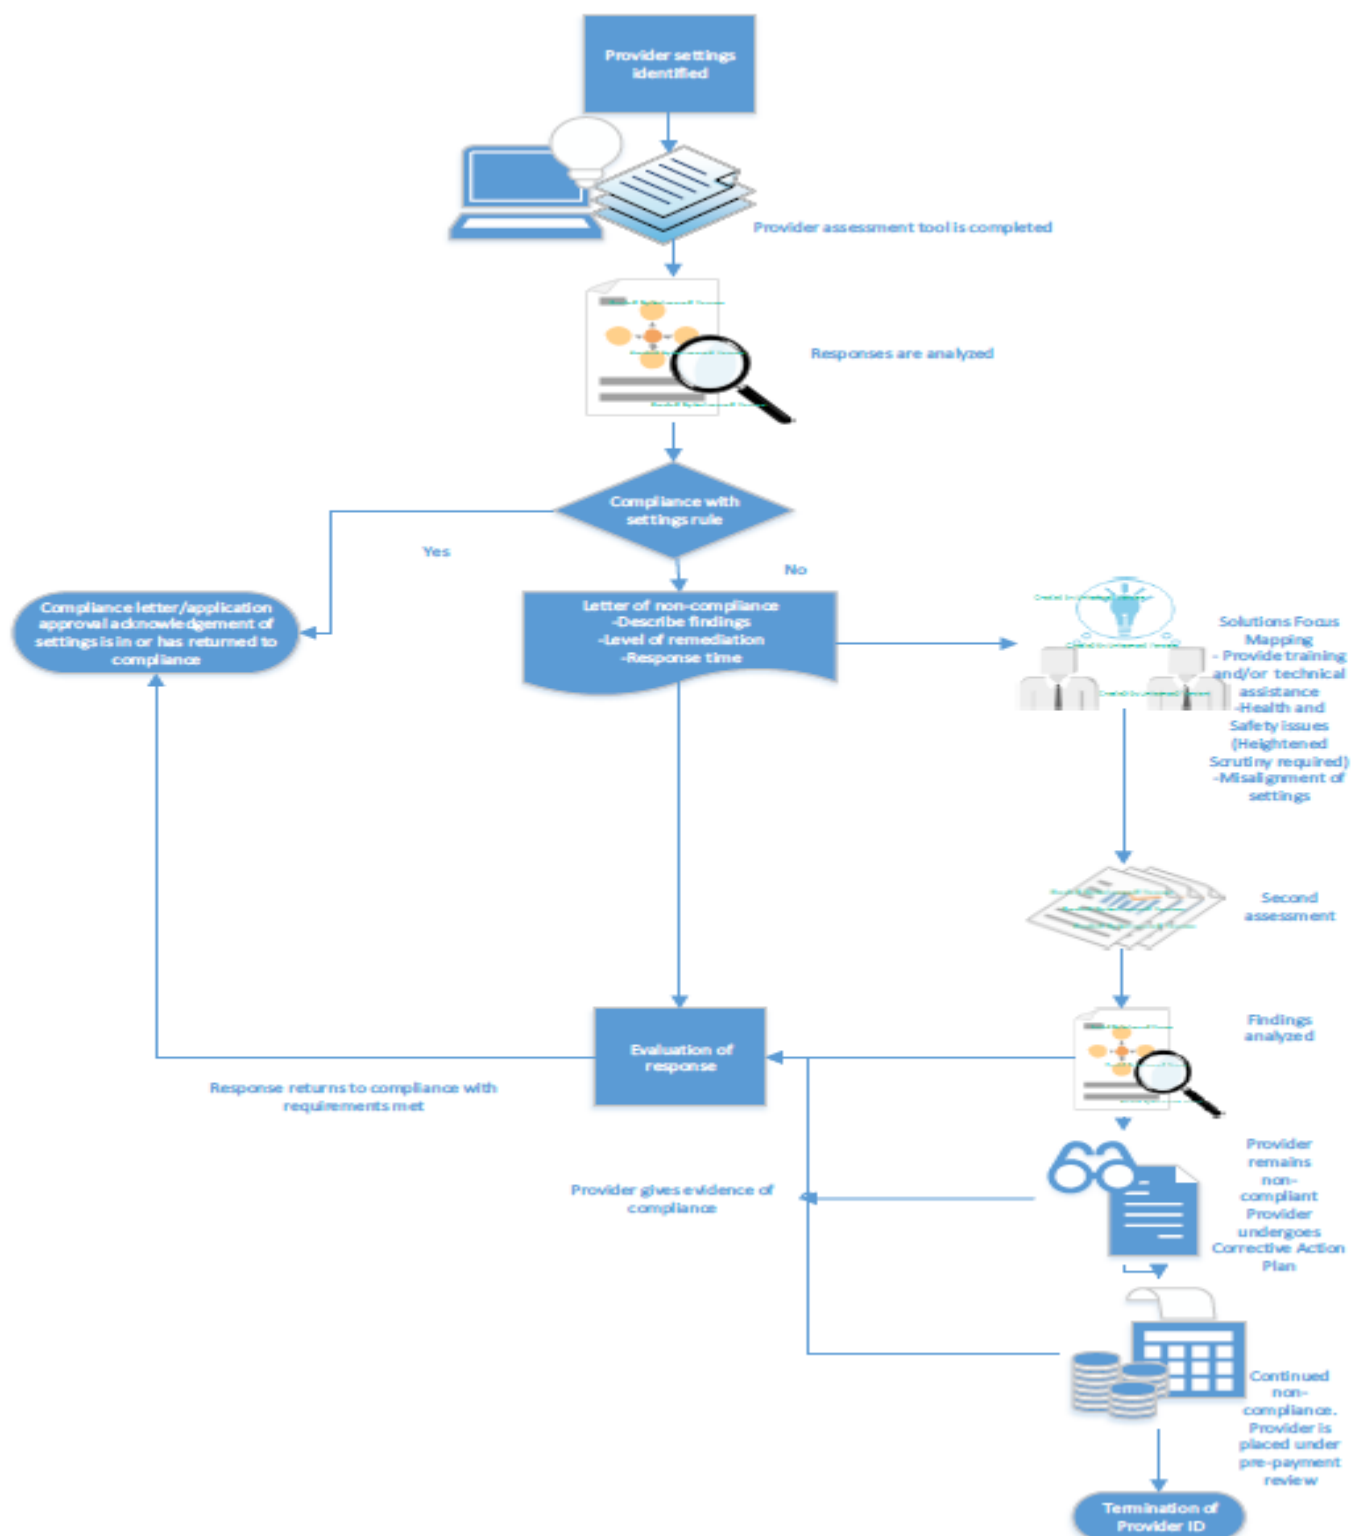 Provider settings
identified
Provider assessment tool is completed
Responses are analyzed
Compliance with
settings rule
Yes
No
Compliance letter/application
approval acknowledgement of
settings is in or has returned to
compliance
Letter of non-compliance
-Describe findings
-Level of remediation
-Response time
Solutions Focus
Mapping
- Provide training
and/or technical
assistance
-Health and
Safety issues
(Heightened
Scrutiny required)
-Misalignment of
settings
Second
assessment
Findings
analyzed
Evaluation of
response
Response returns to compliance with
requirements met
Provider gives evidence of
compliance
Provider
remains
non-
compliant
Provider
undergoes
Corrective Action
Plan
Continued
non-
compliance.
Provider is
placed under
pre-payment
review
Termination of
Provider ID